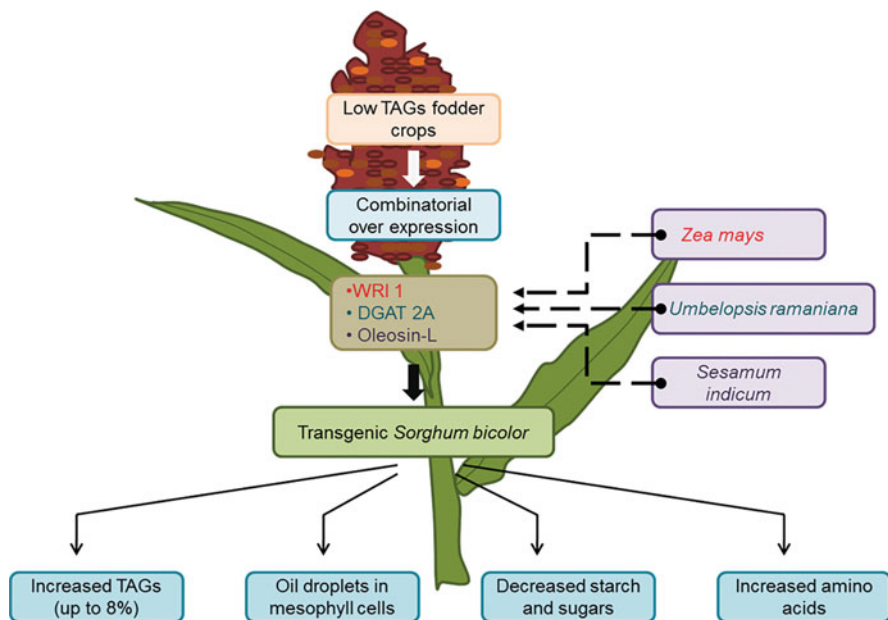 Low TAGs fodder
crops
Combinatorial
over expression
•WRI 1
• DGAT 2A
• Oleosin-L
Zea mays
Umbelopsis ramaniana
Sesamum
indicum
Transgenic Sorghum bicolor
Increased TAGs
(up to 8%)
Oil droplets in
mesophyll cells
Decreased starch
and sugars
Increased amino
acids